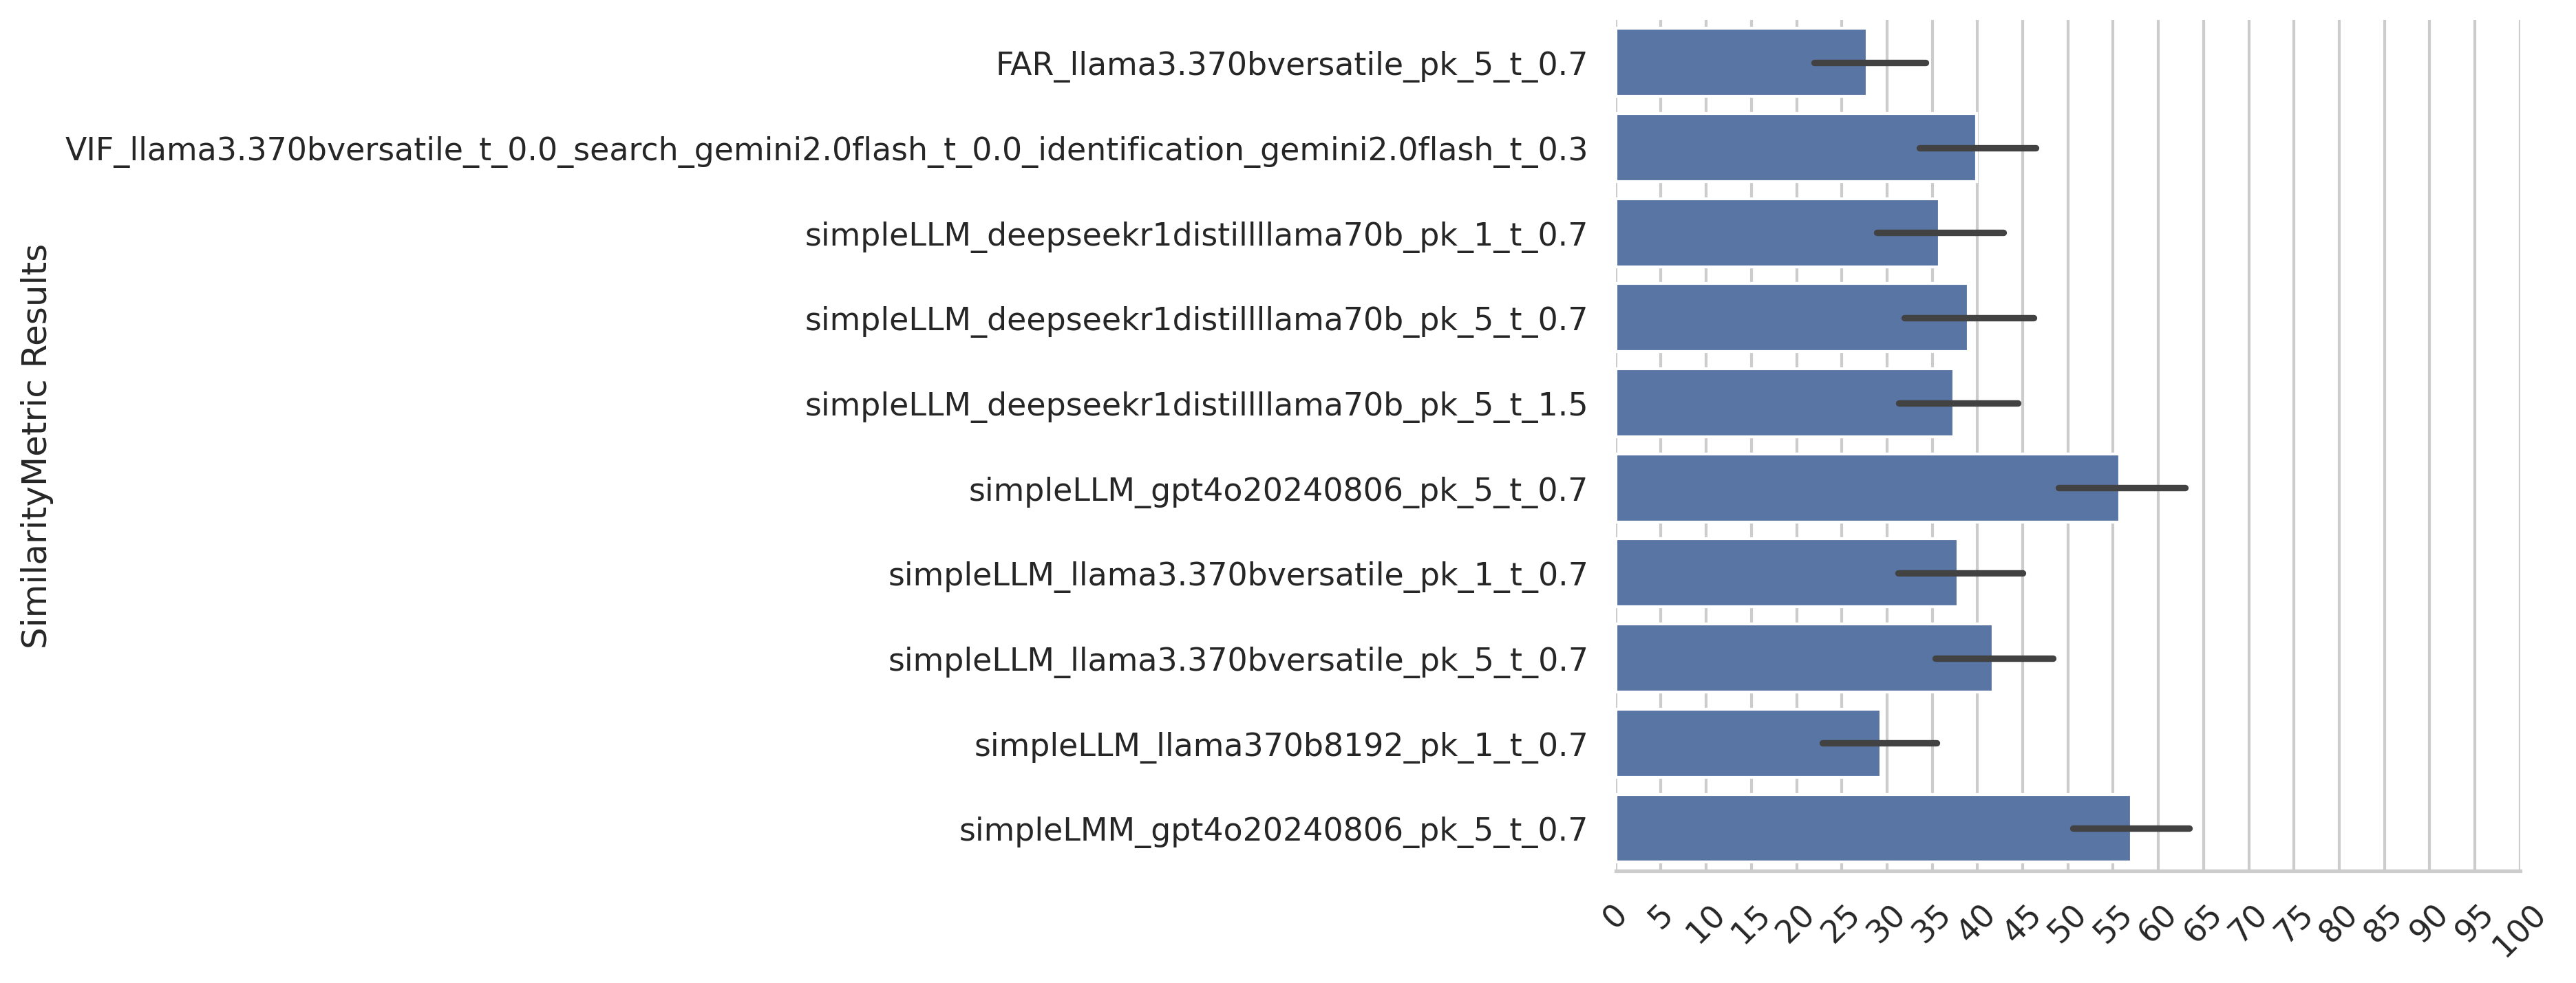 SimilarityMetric Results
FAR_llama3.370bversatile_pk_5_t_0.7
VIF_llama3.370bversatile_t_0.0_search_gemini2.0flash_t_0.0_identification_gemini2.0flash_t_0.3
simpleLLM_deepseekr1distillllama70b_pk_1_t_0.7
simpleLLM_deepseekr1distillllama70b_pk_5_t_0.7
simpleLLM_deepseekr1distillllama70b_pk_5_t_1.5
simpleLLM_gpt4o20240806_pk_5_t_0.7
simpleLLM_llama3.370bversatile_pk_1_t_0.7
simpleLLM_llama3.370bversatile_pk_5_t_0.7
simpleLLM_llama370b8192_pk_1_t_0.7
simpleLMM_gpt4o20240806_pk_5_t_0.7
0 5 10 15 20 25 30 35 40 45 50 55 60 65 70 75 80 85 90 95 100